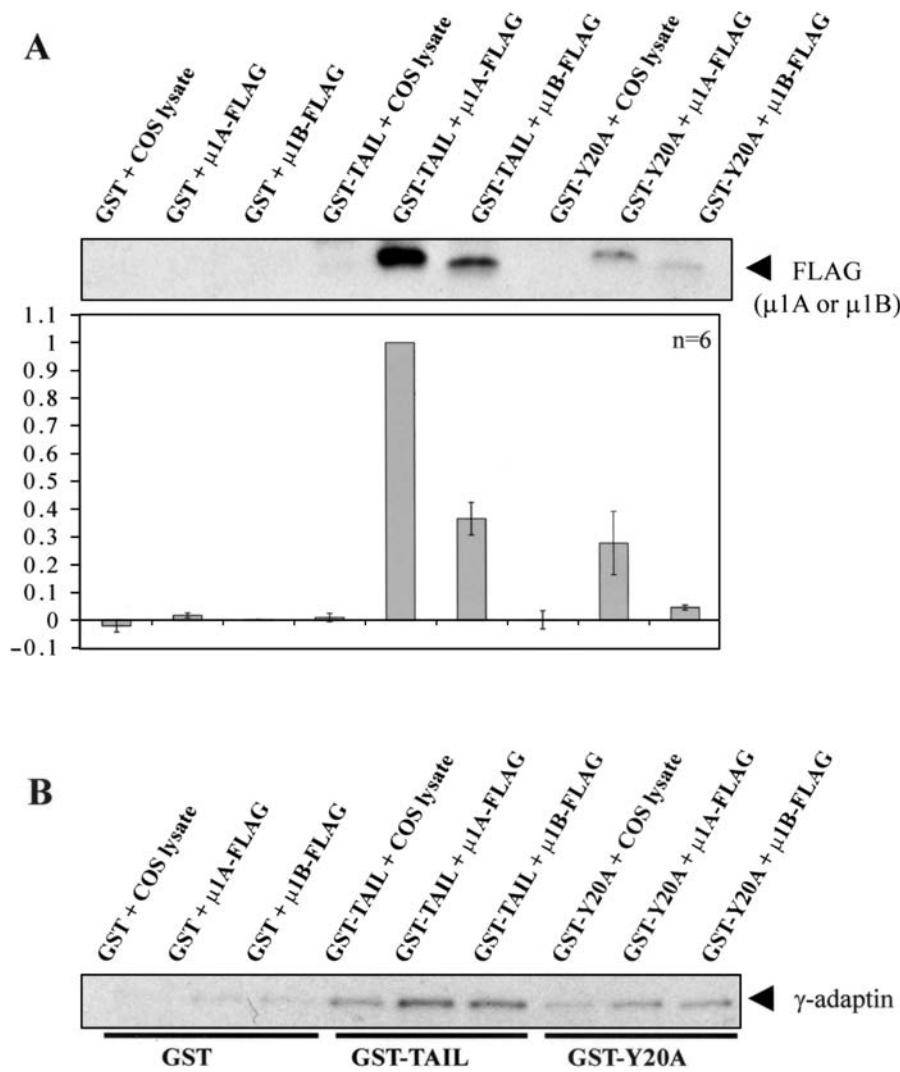 A
GST + COS lysate
GST + µ1A-FLAG
GST + µ1B-FLAG
GST-TAIL + COS lysate
GST-TAIL + µ1A-FLAG
GST-TAIL + µ1B-FLAG
GST-Y20A + COS lysate
GST-Y20A + µ1A-FLAG
GST-Y20A + µ1B-FLAG
FLAG
(µ1A or µ1B)
n=6
1.1
1
0.9
0.8
0.7
0.6
0.5
0.4
0.3
0.2
0.1
0
−0.1
B
GST + COS lysate
GST + µ1A-FLAG
GST + µ1B-FLAG
GST-TAIL + COS lysate
GST-TAIL + µ1A-FLAG
GST-TAIL + µ1B-FLAG
GST-Y20A + COS lysate
GST-Y20A + µ1A-FLAG
GST-Y20A + µ1B-FLAG
γ-adaptin
GST
GST-TAIL
GST-Y20A